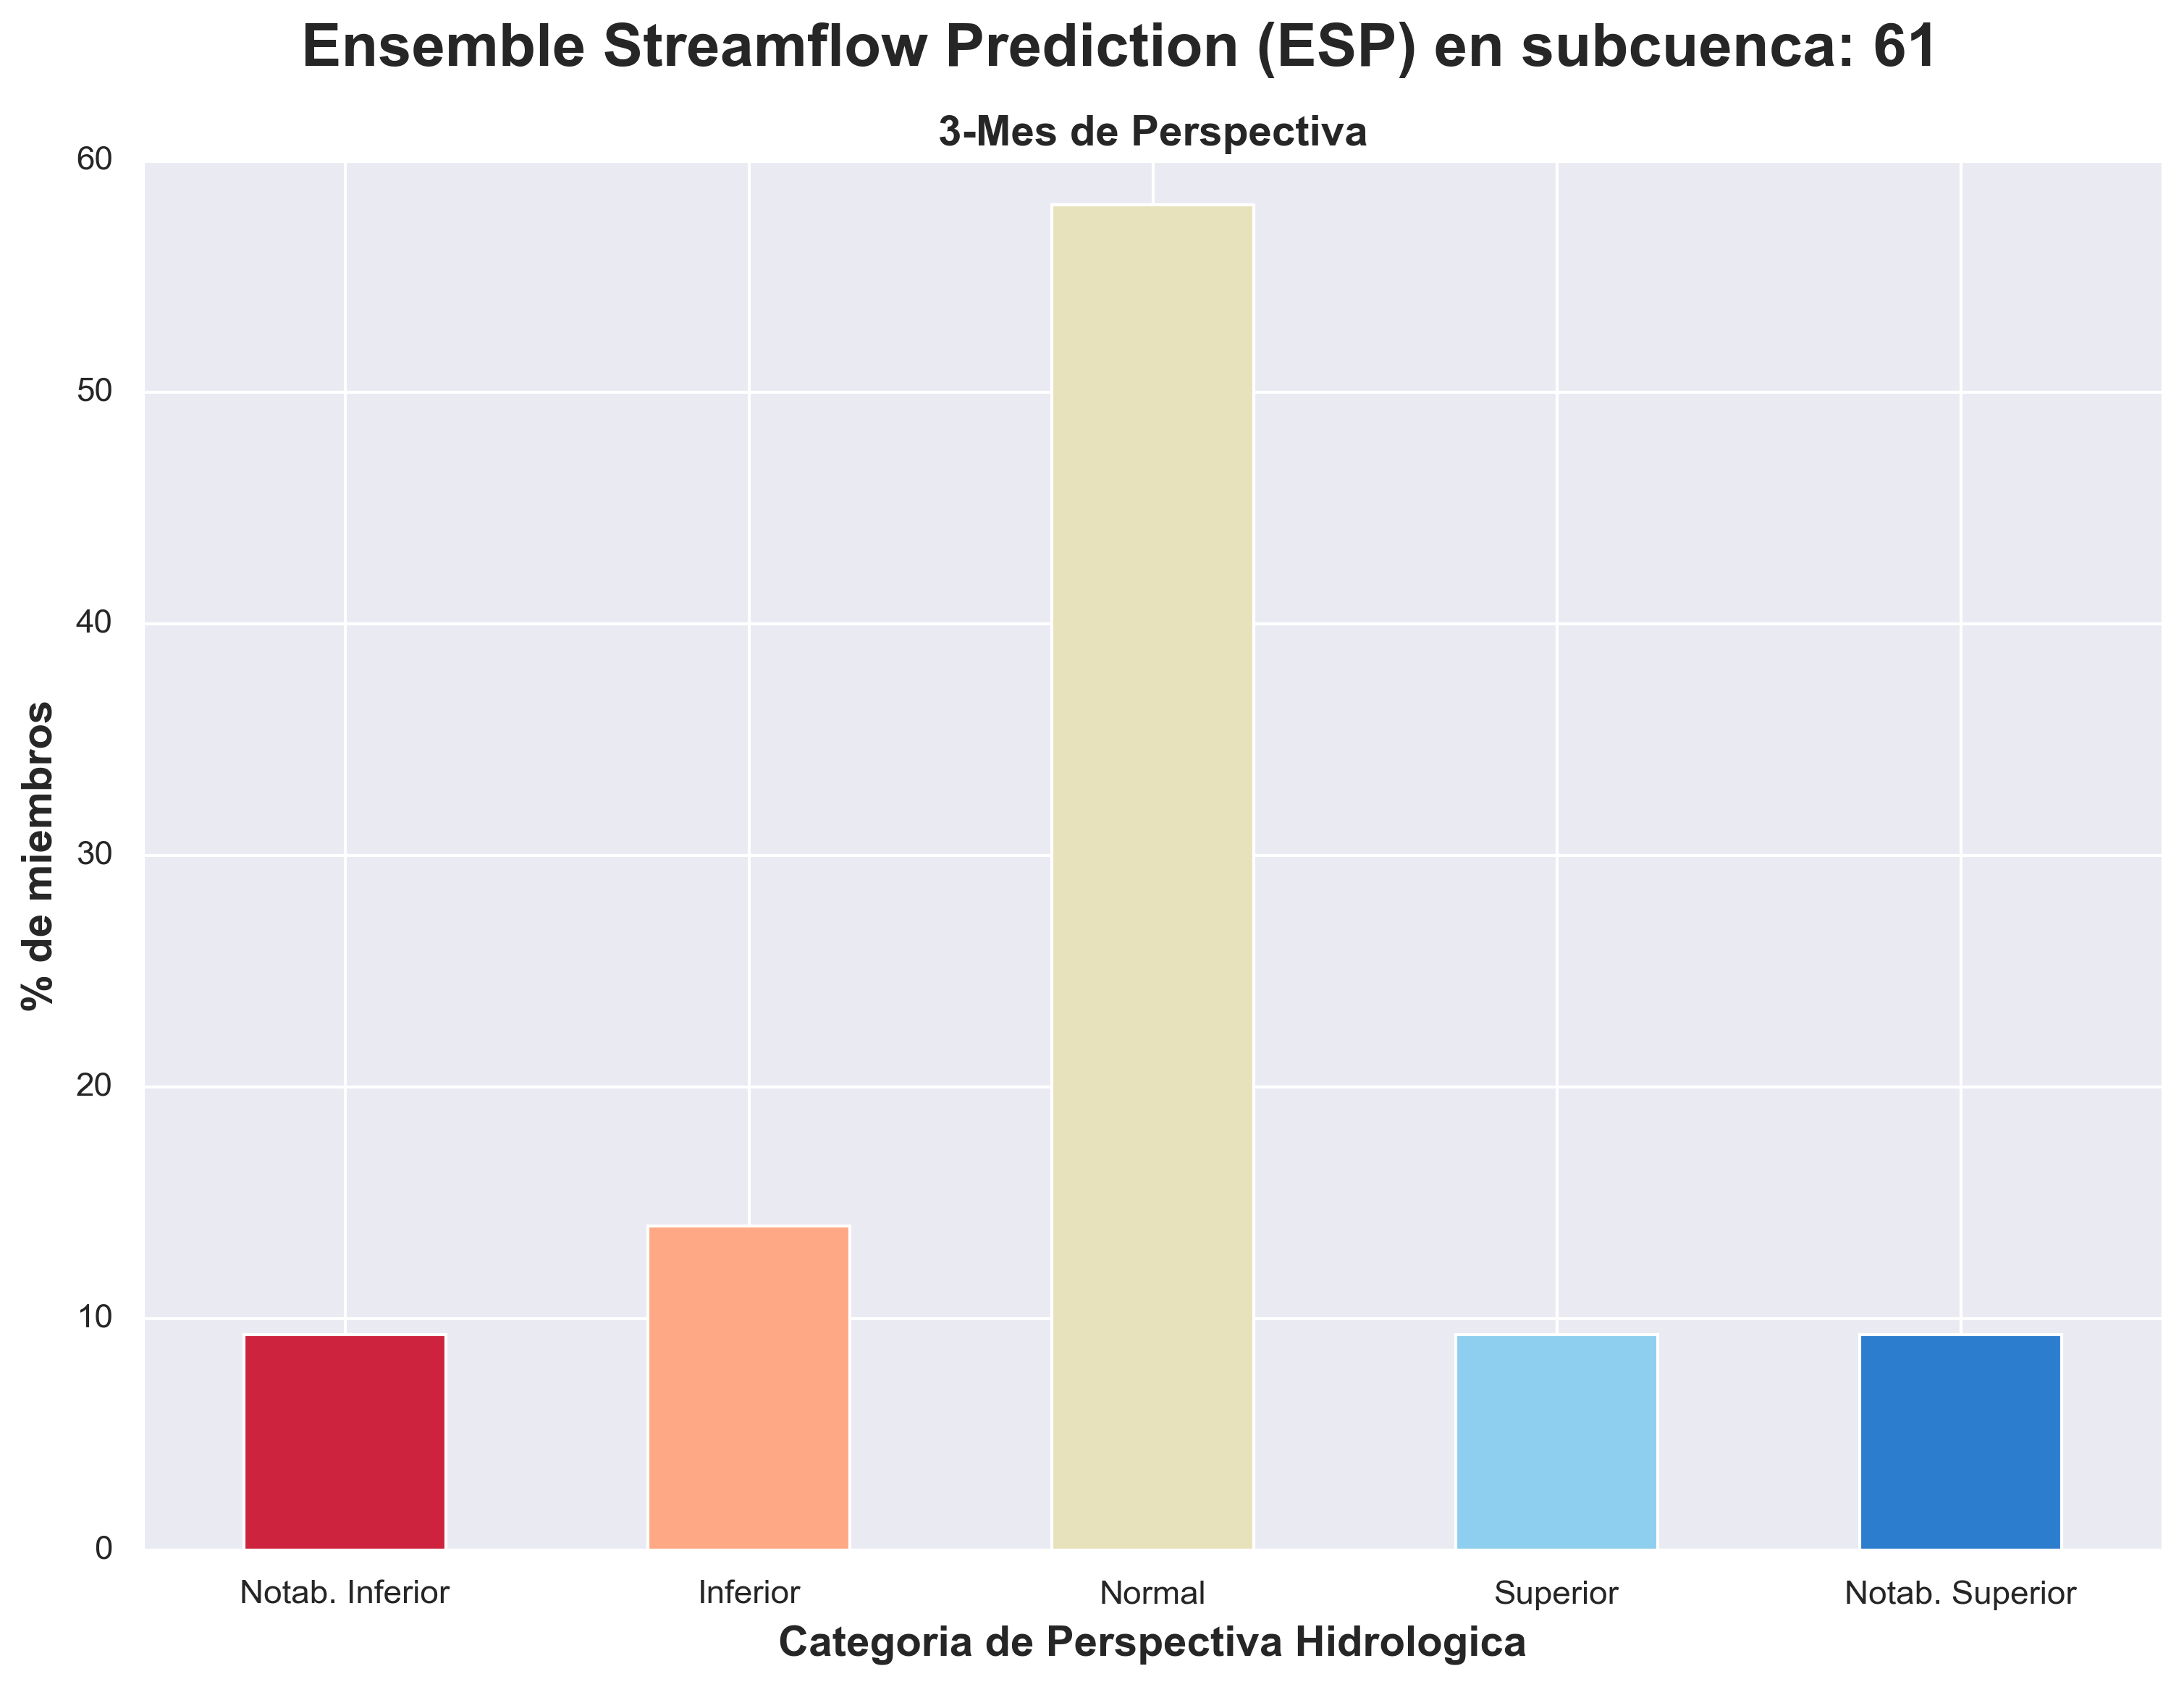 Ensemble Streamflow Prediction (ESP) en subcuenca: 61
3-Mes de Perspectiva
60
50
40
30
20
10
0
% de miembros
Notab. Inferior
Inferior
Normal
Superior
Notab. Superior
Categoria de Perspectiva Hidrologica